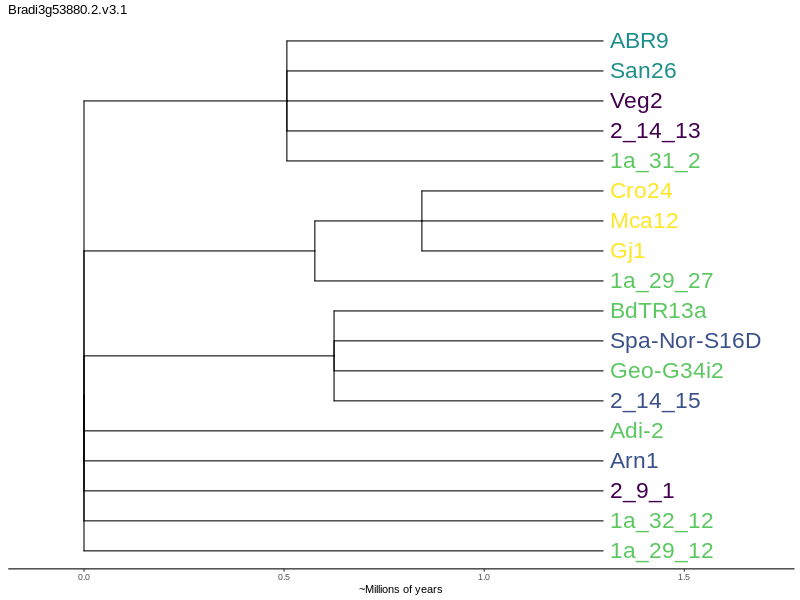 Bradi3g53880.2.v3.1
ABR9
San26
Veg2
2_14_13
1a_31_2
Cro24
Mca12
Gj1
1a_29_27
BdTR13a
Spa-Nor-S16D
Geo-G34i2
2_14_15
Adi-2
Arn1
2_9_1
1a_32_12
1a_29_12
0.0 0.5 1.0 1.5
~Millions of years